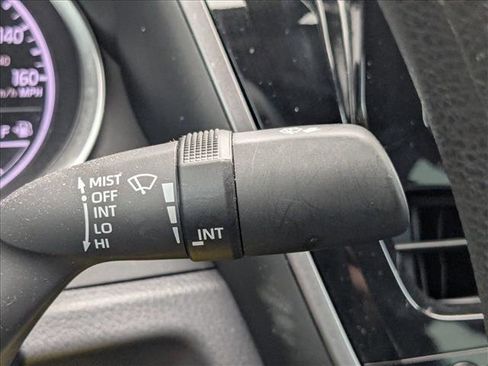 140
160
MPH
F
MIST
OFF
INT
LO
HI
INT